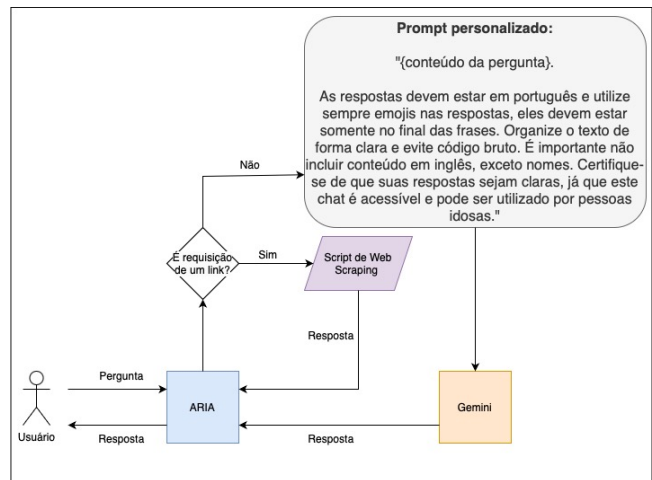 Prompt personalizado:
"{conteúdo da pergunta}.
As respostas devem estar em português e utilize
sempre emojis nas respostas, eles devem estar
somente no final das frases. Organize o texto de
forma clara e evite código bruto. É importante não
incluir conteúdo em inglês, exceto nomes. Certifique-
se de que suas respostas sejam claras, já que este
chat é acessível e pode ser utilizado por pessoas
idosas."
Não
É requisição
de um link?
Sim
Script de Web
Scraping
Resposta
Pergunta
Usuário
ARIA
Gemini
Resposta
Resposta